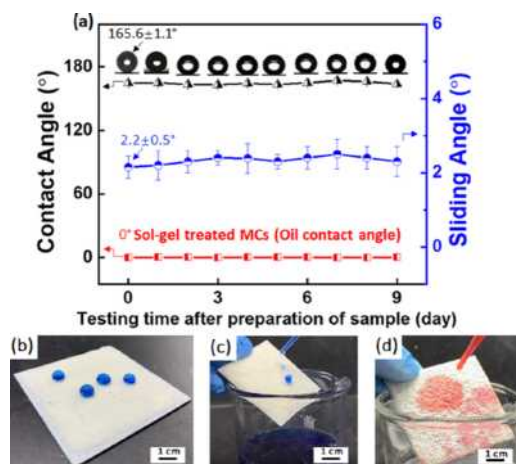 (a)
165.6±1.1°
180
120
60
0
Contact Angle (°)
6
4
2
0
Sliding Angle (°)
2.2±0.5°
0° Sol-gel treated MCs (Oil contact angle)
0 3 6 9
Testing time after preparation of sample (day)
(b) (c) (d)
1 cm 1 cm 1 cm